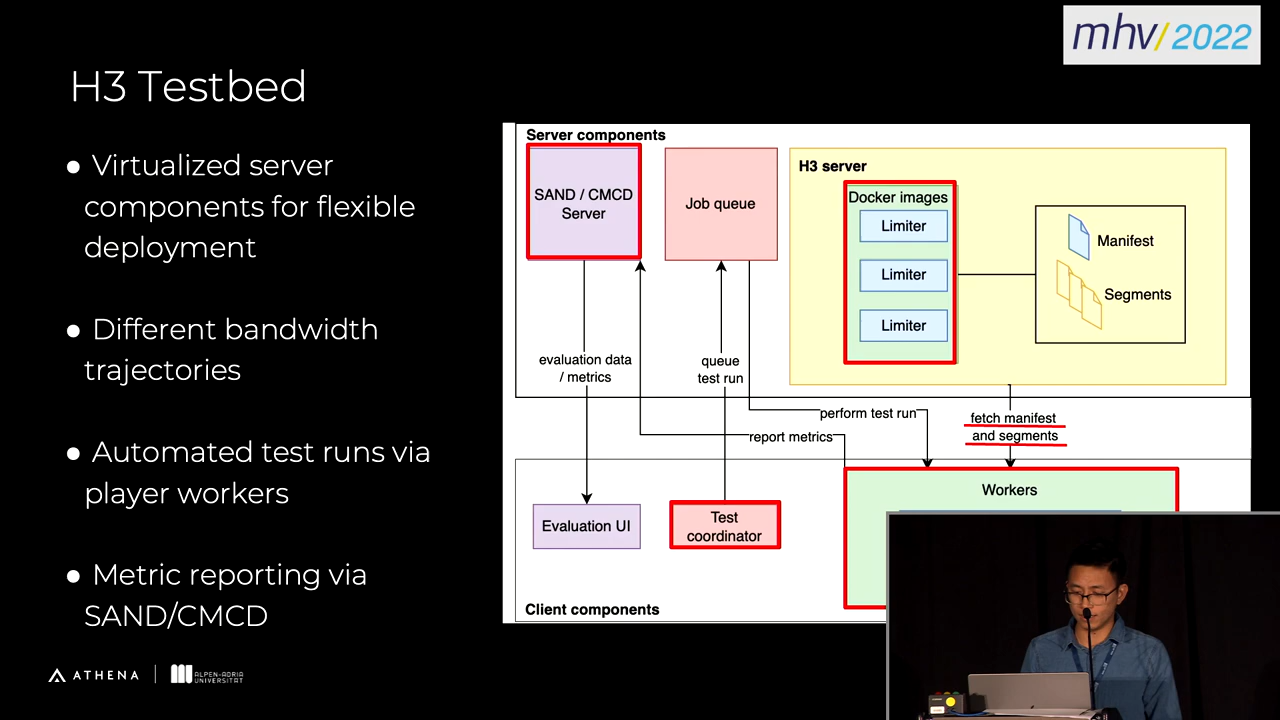 mhv/2022
H3 Testbed
● Virtualized server
components for flexible
deployment
● Different bandwidth
trajectories
● Automated test runs via
player workers
● Metric reporting via
SAND/CMCD
ATHENA
ALPEN-ADRIA
UNIVERSITÄT
Server components
SAND / CMCD
Server
Job queue
H3 server
Docker images
Limiter
Limiter
Limiter
Manifest
Segments
evaluation data
/ metrics
queue
test run
perform test run
report metrics
fetch manifest
and segments
Evaluation UI
Test
coordinator
Workers
Client components